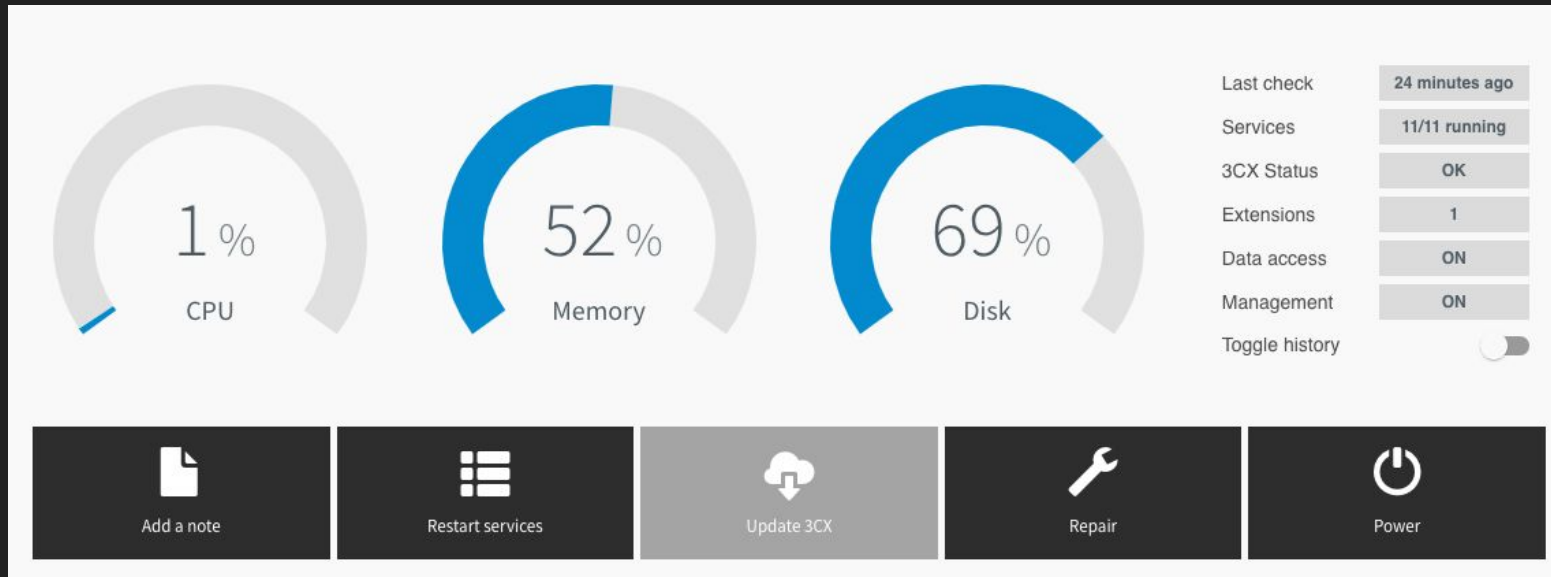 1 %
CPU
52 %
Memory
69 %
Disk
Last check 24 minutes ago
Services 11/11 running
3CX Status OK
Extensions 1
Data access ON
Management ON
Toggle history
Add a note
Restart services
Update 3CX
Repair
Power